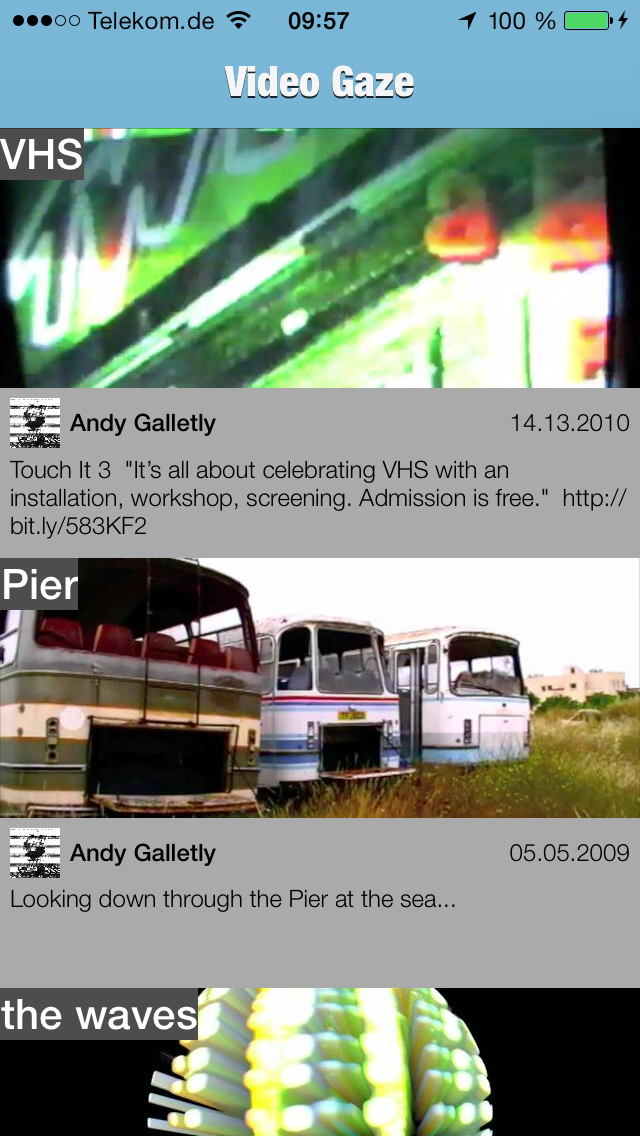 Telekom.de 09:57 100 %
Video Gaze
VHS
Andy Galletly 14.13.2010
Touch It 3 "It’s all about celebrating VHS with an
installation, workshop, screening. Admission is free." http://
bit.ly/583KF2
Pier
Andy Galletly 05.05.2009
Looking down through the Pier at the sea...
the waves